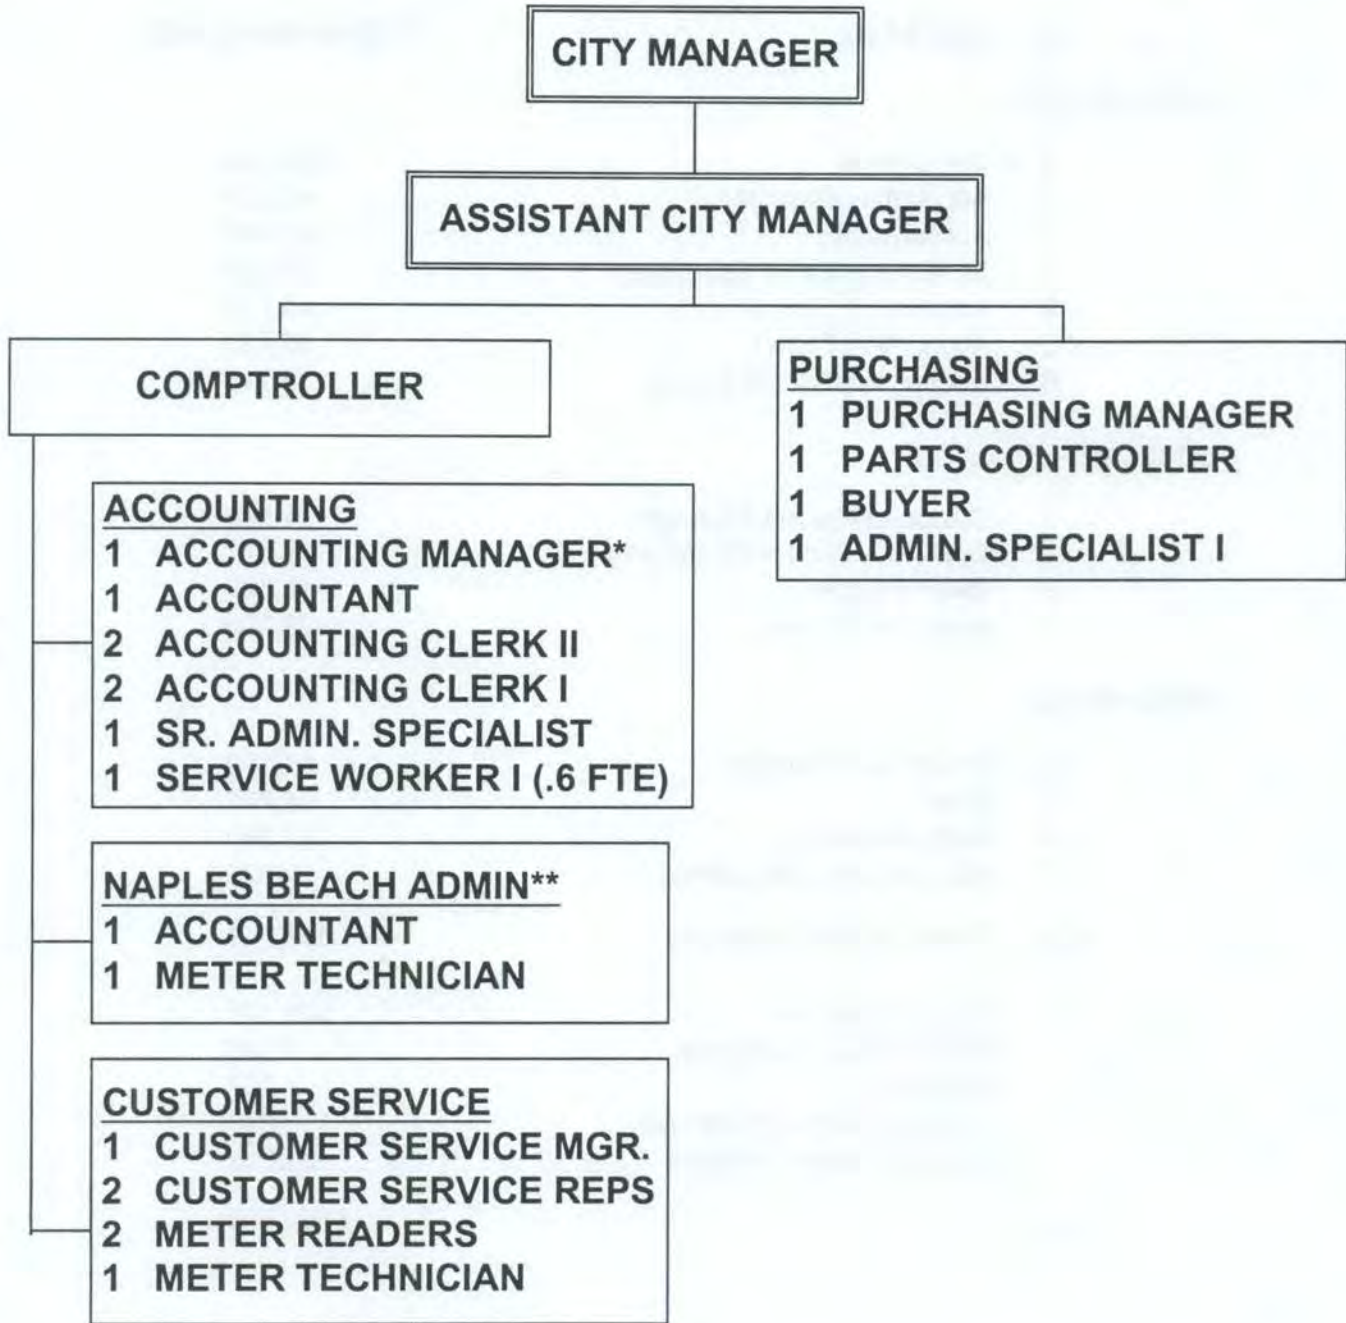 CITY MANAGER
ASSISTANT CITY MANAGER
COMPTROLLER
ACCOUNTING
1 ACCOUNTING MANAGER*
1 ACCOUNTANT
2 ACCOUNTING CLERK II
2 ACCOUNTING CLERK I
1 SR. ADMIN. SPECIALIST
1 SERVICE WORKER I (.6 FTE)
NAPLES BEACH ADMIN**
1 ACCOUNTANT
1 METER TECHNICIAN
CUSTOMER SERVICE
1 CUSTOMER SERVICE MGR.
2 CUSTOMER SERVICE REPS
2 METER READERS
1 METER TECHNICIAN
PURCHASING
1 PURCHASING MANAGER
1 PARTS CONTROLLER
1 BUYER
1 ADMIN. SPECIALIST I